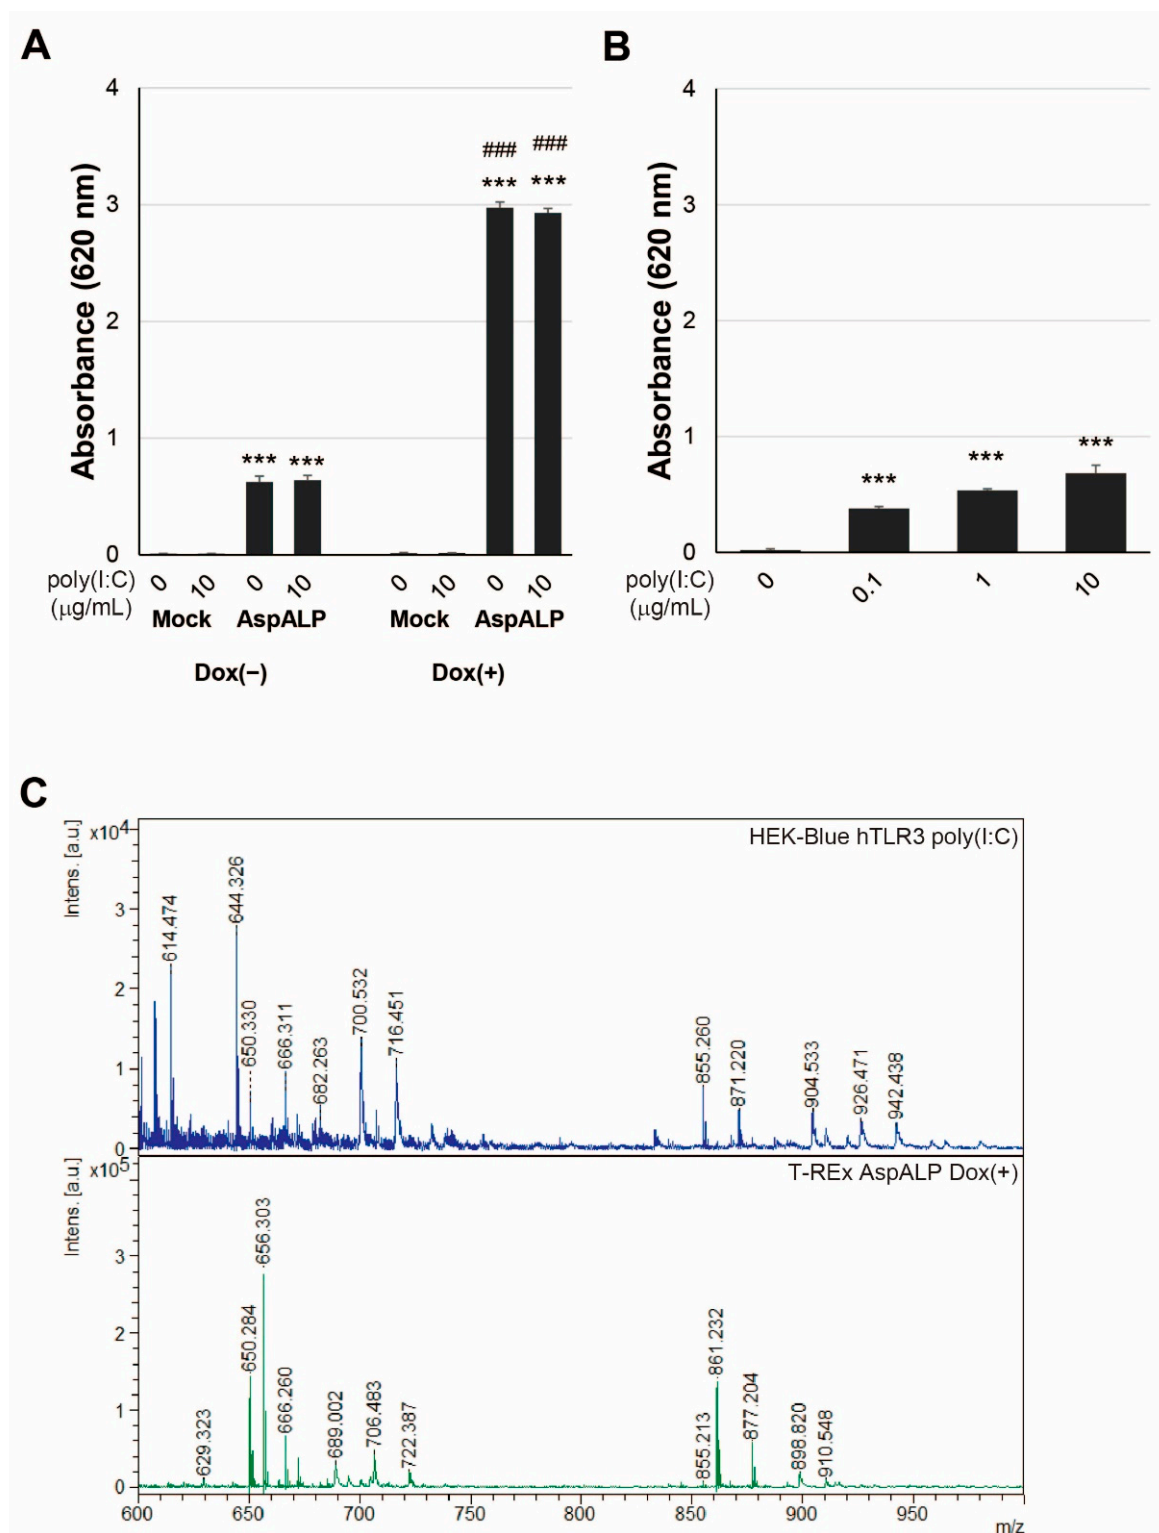 A
Absorbance (620 nm)
4
3
2
1
0
### ###
*** ***
*** ***
poly(I:C) 0 10 0 10 0 10 0 10
(μg/mL)
Mock AspALP Mock AspALP
Dox(−) Dox(+)
B
Absorbance (620 nm)
4
3
2
1
0
*** *** ***
poly(I:C) 0 0.1 1 10
(μg/mL)
C
HEK-Blue hTLR3 poly(I:C)
Intens. [a.u.]
x10⁴
3
2
1
0
614.474
644.326
650.330
666.311
682.263
700.532
716.451
855.260
871.220
904.533
926.471
942.438
T-REx AspALP Dox(+)
Intens. [a.u.]
x10⁵
3
2
1
0
629.323
650.284
656.303
666.260
689.002
706.483
722.387
855.213
861.232
877.204
898.820
910.548
600 650 700 750 800 850 900 950
m/z